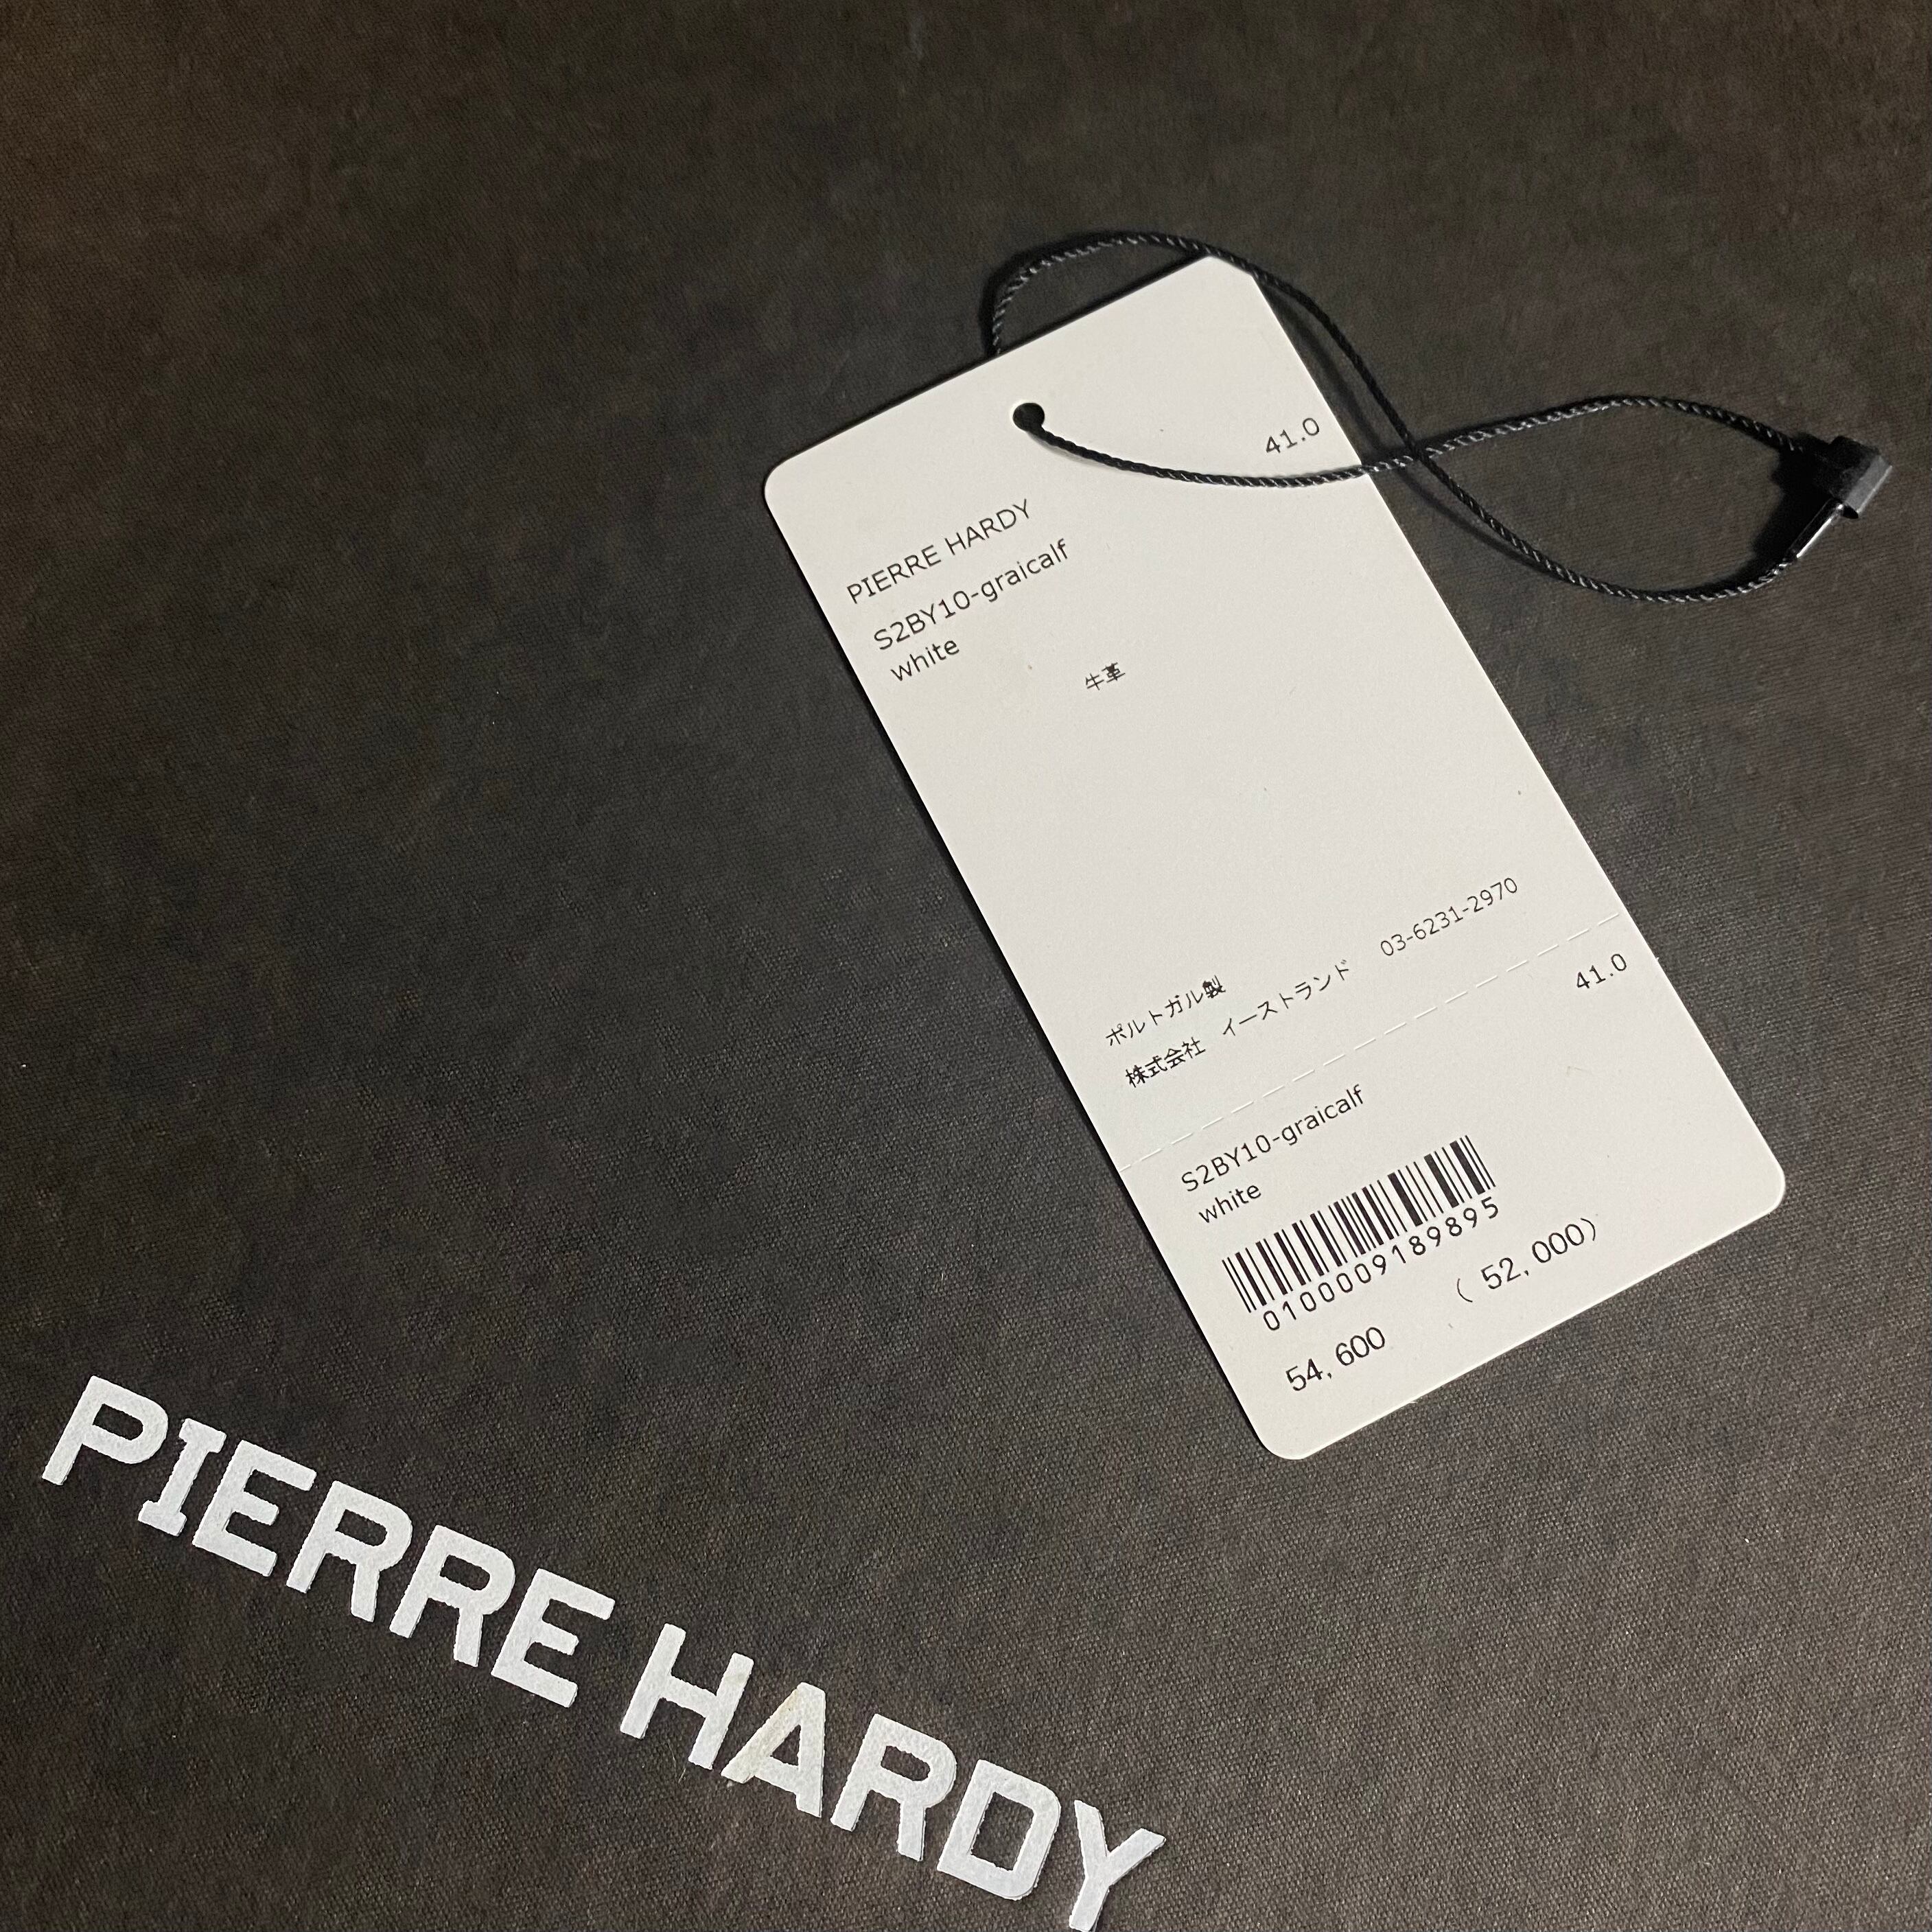 41.0
PIERRE HARDY
S2BY10-graicalf
white
牛革
ポルトガル製
株式会社 イーストランド 03-6231-2970
41.0
S2BY10-graicalf
white
0100009189895
54,600 ( 52,000)
PIERRE HARDY